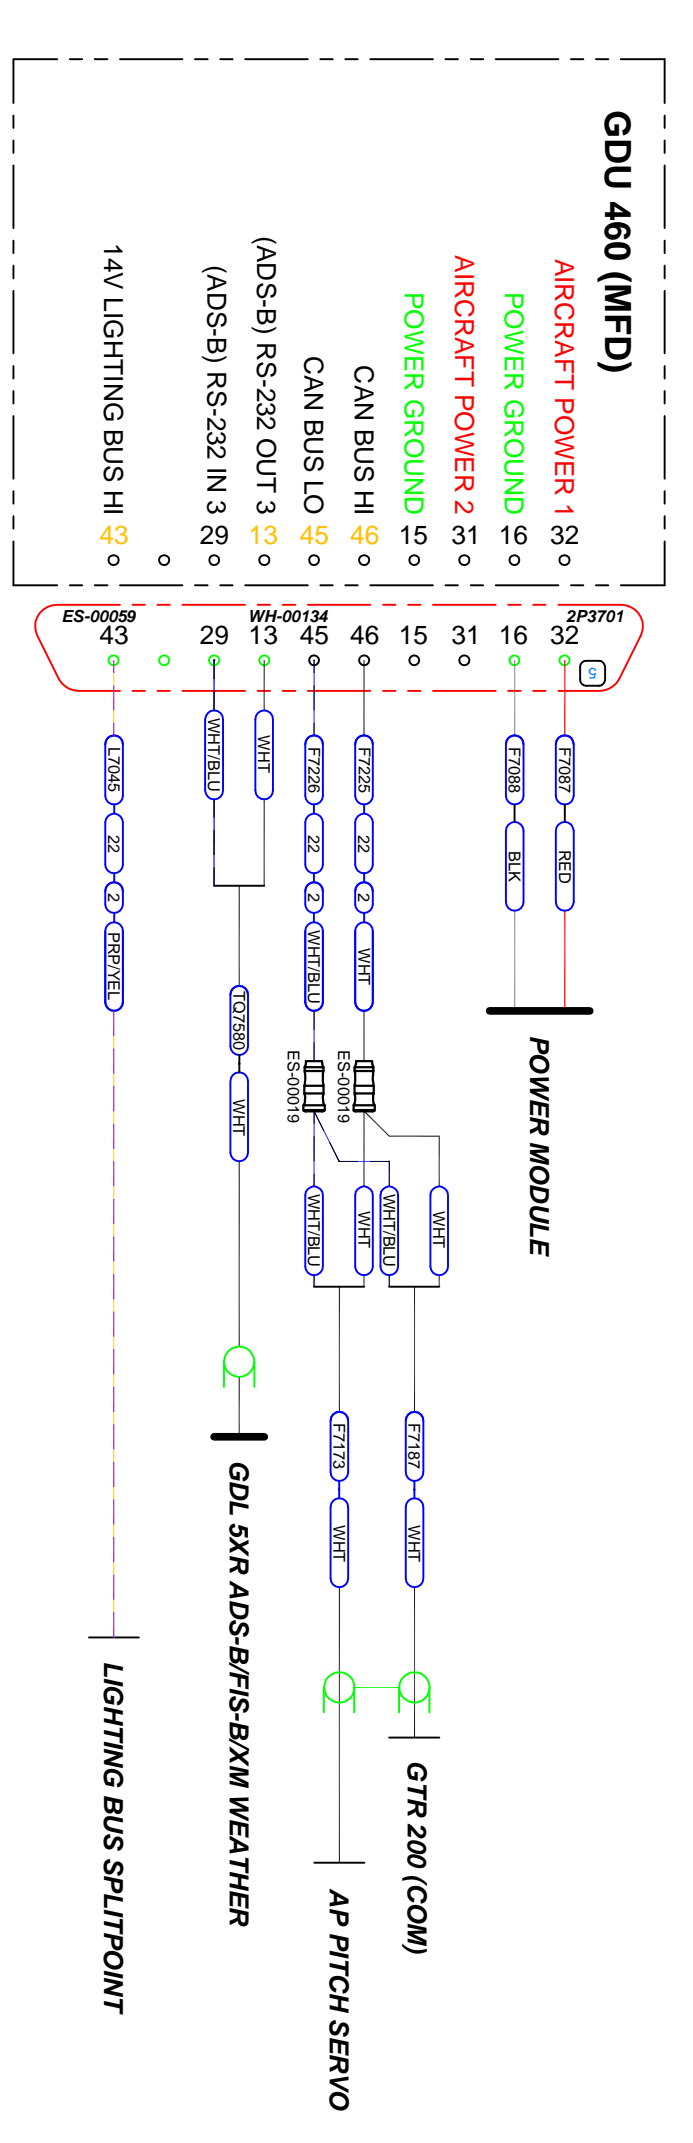 GDU 460 (MFD)
AIRCRAFT POWER 1 32
POWER GROUND 16
AIRCRAFT POWER 2 31
POWER GROUND 15
CAN BUS HI 46
CAN BUS LO 45
(ADS-B) RS-232 OUT 3 13
(ADS-B) RS-232 IN 3 29
14V LIGHTING BUS HI 43
2P3701
WH-00134
ES-00059
5
32 F7087 RED
16 F7088 BLK
POWER MODULE
31
15
46 F7225 22 2 WHT
ES-00019
WHT
WHT
45 F7226 22 2 WHT/BLU
ES-00019
WHT/BLU
WHT/BLU
F7187 WHT
GTR 200 (COM)
F7173 WHT
AP PITCH SERVO
13 WHT
29 WHT/BLU
TQ7580 WHT
GDL 5XR ADS-B/FIS-B/XM WEATHER
43 L7045 22 2 PRP/YEL
LIGHTING BUS SPLITPOINT